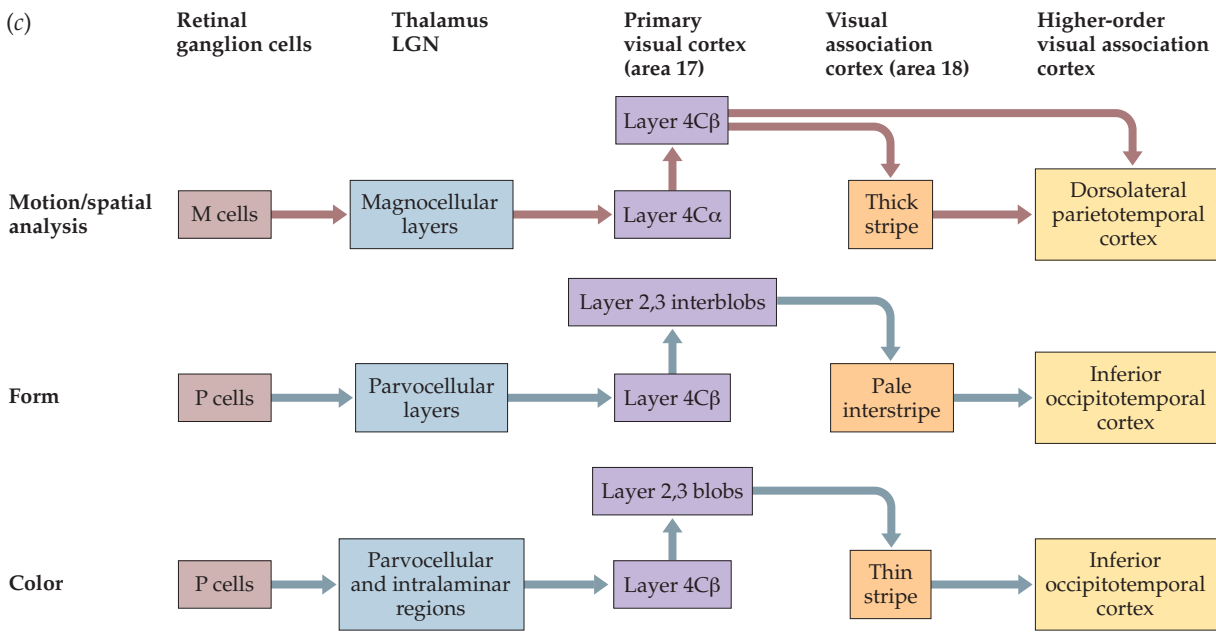 (c)
Retinal
ganglion cells
Thalamus
LGN
Primary
visual cortex
(area 17)
Visual
association
cortex (area 18)
Higher-order
visual association
cortex
Motion/spatial
analysis
M cells
Magnocellular
layers
Layer 4Cβ
Layer 4Cα
Thick
stripe
Dorsolateral
parietotemporal
cortex
Form
P cells
Parvocellular
layers
Layer 2,3 interblobs
Layer 4Cβ
Pale
interstripe
Inferior
occipitotemporal
cortex
Color
P cells
Parvocellular
and intralaminar
regions
Layer 2,3 blobs
Layer 4Cβ
Thin
stripe
Inferior
occipitotemporal
cortex